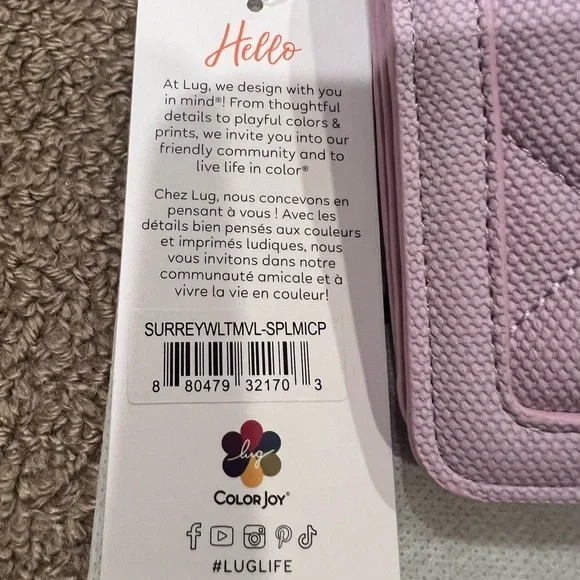 Hello
At Lug, we design with you
in mind®! From thoughtful
details to playful colors &
prints, we invite you into our
friendly community and to
live life in color®
Chez Lug, nous concevons en
pensant à vous ! Avec les
détails bien pensés aux couleurs
et imprimés ludiques, nous
vous invitons dans notre
communauté amicale et à
vivre la vie en couleur!
SURREYWLTMVL-SPLMICP
8 80479 32170 3
lug
COLOR JOY®
#LUGLIFE